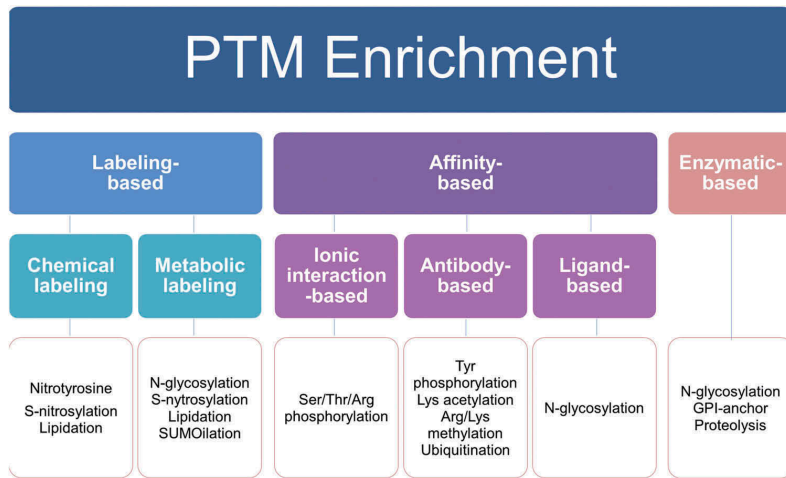 PTM Enrichment
Labeling-
based
Affinity-
based
Enzymatic-
based
Chemical
labeling
Metabolic
labeling
Ionic
interaction
-based
Antibody-
based
Ligand-
based
Nitrotyrosine
S-nitrosylation
Lipidation
N-glycosylation
S-nytrosylation
Lipidation
SUMOilation
Ser/Thr/Arg
phosphorylation
Tyr
phosphorylation
Lys acetylation
Arg/Lys
methylation
Ubiquitination
N-glycosylation
N-glycosylation
GPI-anchor
Proteolysis